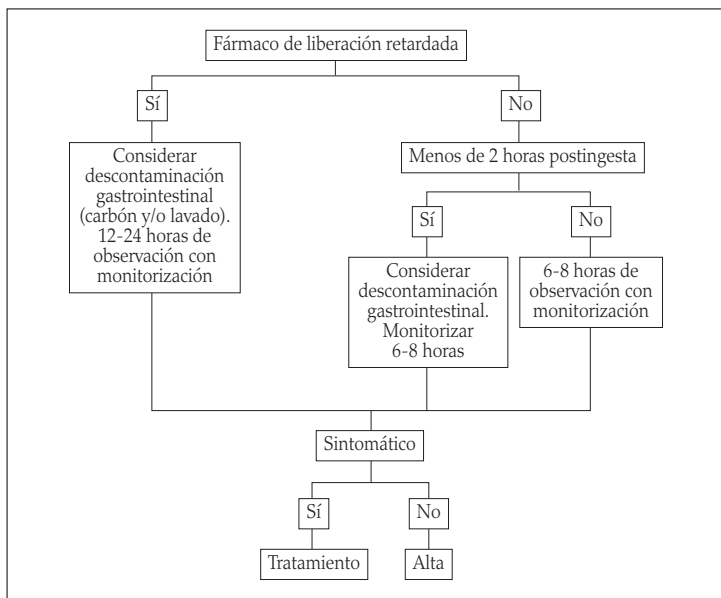 Fármaco de liberación retardada
Sí
No
Considerar
descontaminación
gastrointestinal
(carbón y/o lavado).
12-24 horas de
observación con
monitorización
Menos de 2 horas postingesta
Sí
No
Considerar
descontaminación
gastrointestinal.
Monitorizar
6-8 horas
6-8 horas de
observación con
monitorización
Sintomático
Sí
No
Tratamiento
Alta